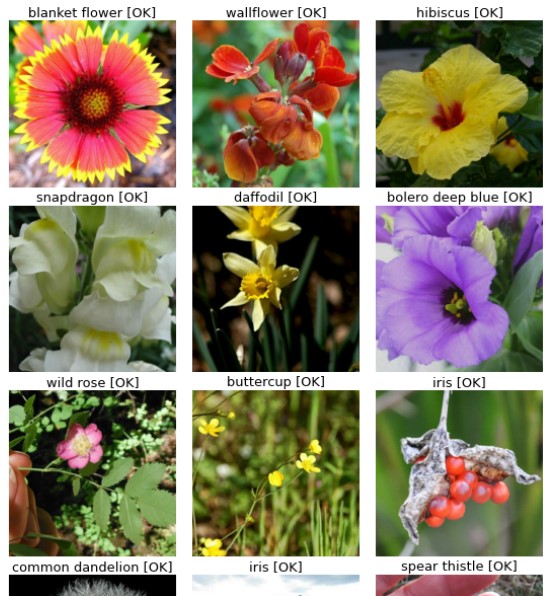 blanket flower [OK]
wallflower [OK]
hibiscus [OK]
snapdragon [OK]
daffodil [OK]
bolero deep blue [OK]
wild rose [OK]
buttercup [OK]
iris [OK]
common dandelion [OK]
iris [OK]
spear thistle [OK]